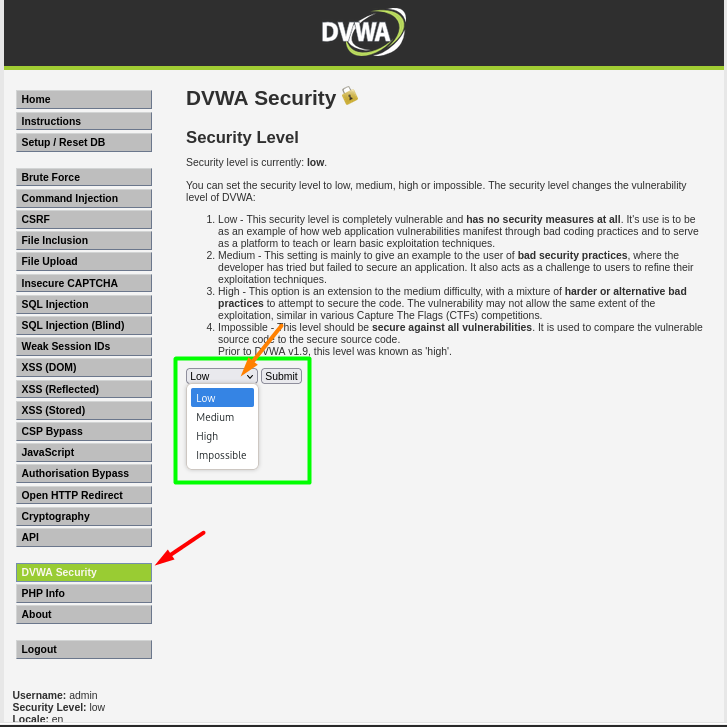 DVWA
Home
Instructions
Setup / Reset DB
Brute Force
Command Injection
CSRF
File Inclusion
File Upload
Insecure CAPTCHA
SQL Injection
SQL Injection (Blind)
Weak Session IDs
XSS (DOM)
XSS (Reflected)
XSS (Stored)
CSP Bypass
JavaScript
Authorisation Bypass
Open HTTP Redirect
Cryptography
API
DVWA Security
PHP Info
About
Logout
Username: admin
Security Level: low
Locale: en
DVWA Security
Security Level
Security level is currently: low.
You can set the security level to low, medium, high or impossible. The security level changes the vulnerability
level of DVWA:
1. Low - This security level is completely vulnerable and has no security measures at all. It's use is to be
as an example of how web application vulnerabilities manifest through bad coding practices and to serve
as a platform to teach or learn basic exploitation techniques.
2. Medium - This setting is mainly to give an example to the user of bad security practices, where the
developer has tried but failed to secure an application. It also acts as a challenge to users to refine their
exploitation techniques.
3. High - This option is an extension to the medium difficulty, with a mixture of harder or alternative bad
practices to attempt to secure the code. The vulnerability may not allow the same extent of the
exploitation, similar in various Capture The Flags (CTFs) competitions.
4. Impossible - This level should be secure against all vulnerabilities. It is used to compare the vulnerable
source code to the secure source code.
Prior to DVWA v1.9, this level was known as 'high'.
Low Submit
Low
Medium
High
Impossible